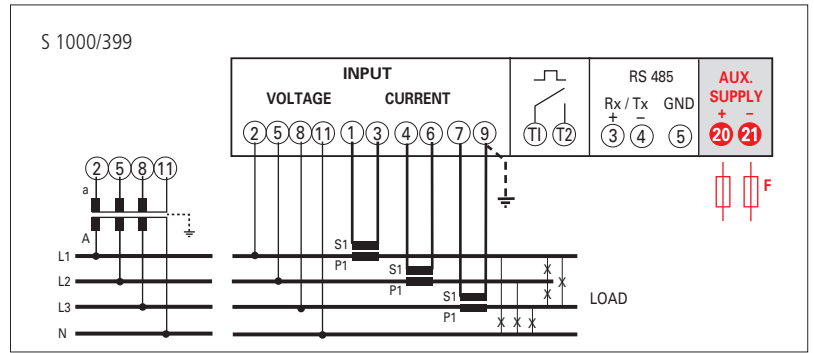 S 1000/399
INPUT
VOLTAGE CURRENT
2 5 8 11 1 3 4 6 7 9
T1 T2
RS 485
Rx / Tx GND
+ –
3 4 5
AUX.
SUPPLY
+ –
20 21
F
2 5 8 11
a
A
L1
L2
L3
N
S1
P1
S1
P1
S1
P1
X
X
X
X X X
LOAD